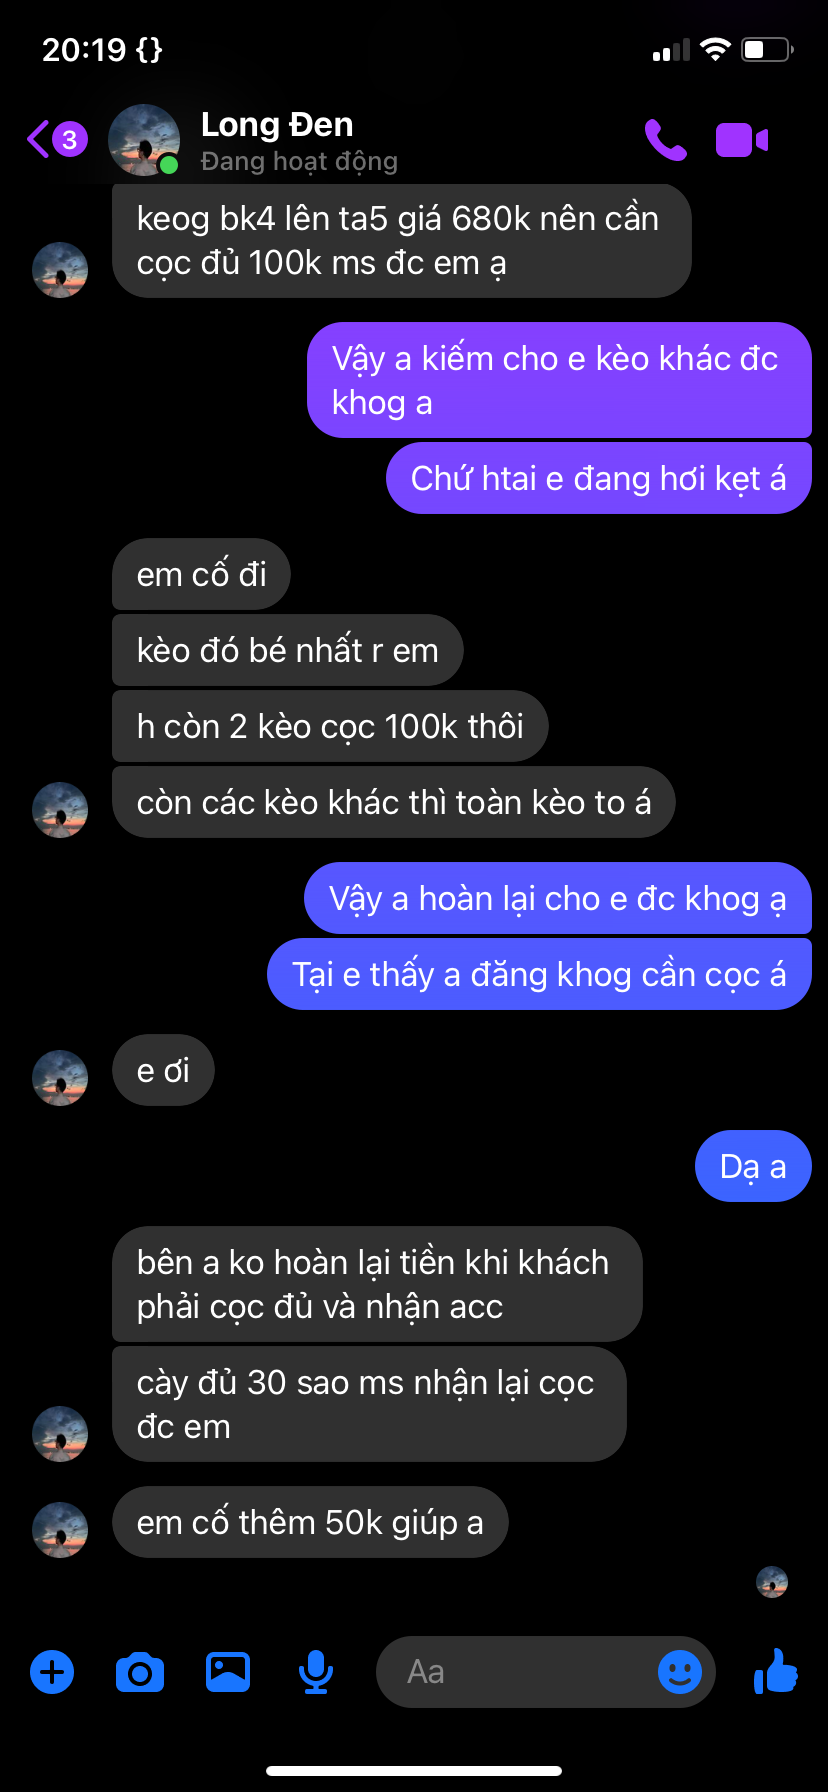 20:19 {}
3
Long Đen
Đang hoạt động
keog bk4 lên ta5 giá 680k nên cần
cọc đủ 100k ms đc em ạ
Vậy a kiếm cho e kèo khác đc
khog a
Chứ htai e đang hơi kẹt á
em cố đi
kèo đó bé nhất r em
h còn 2 kèo cọc 100k thôi
còn các kèo khác thì toàn kèo to á
Vậy a hoàn lại cho e đc khog ạ
Tại e thấy a đăng khog cần cọc á
e ơi
Dạ a
bên a ko hoàn lại tiền khi khách
phải cọc đủ và nhận acc
cày đủ 30 sao ms nhận lại cọc
đc em
em cố thêm 50k giúp a
Aa